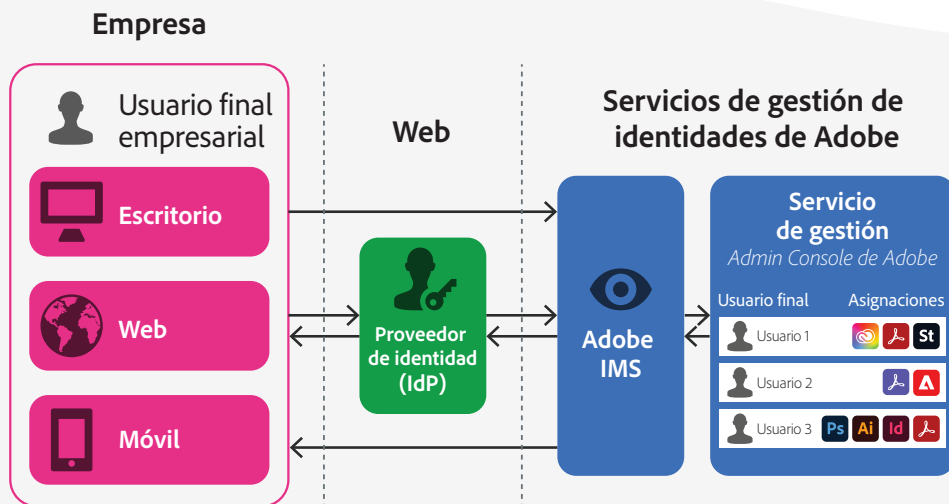 Empresa
Usuario final
empresarial
Escritorio
Web
Móvil
Web
Proveedor
de identidad
(IdP)
Servicios de gestión de
identidades de Adobe
Adobe
IMS
Servicio
de gestión
Admin Console de Adobe
Usuario final Asignaciones
Usuario 1 St
Usuario 2
Usuario 3 Ps Ai Id